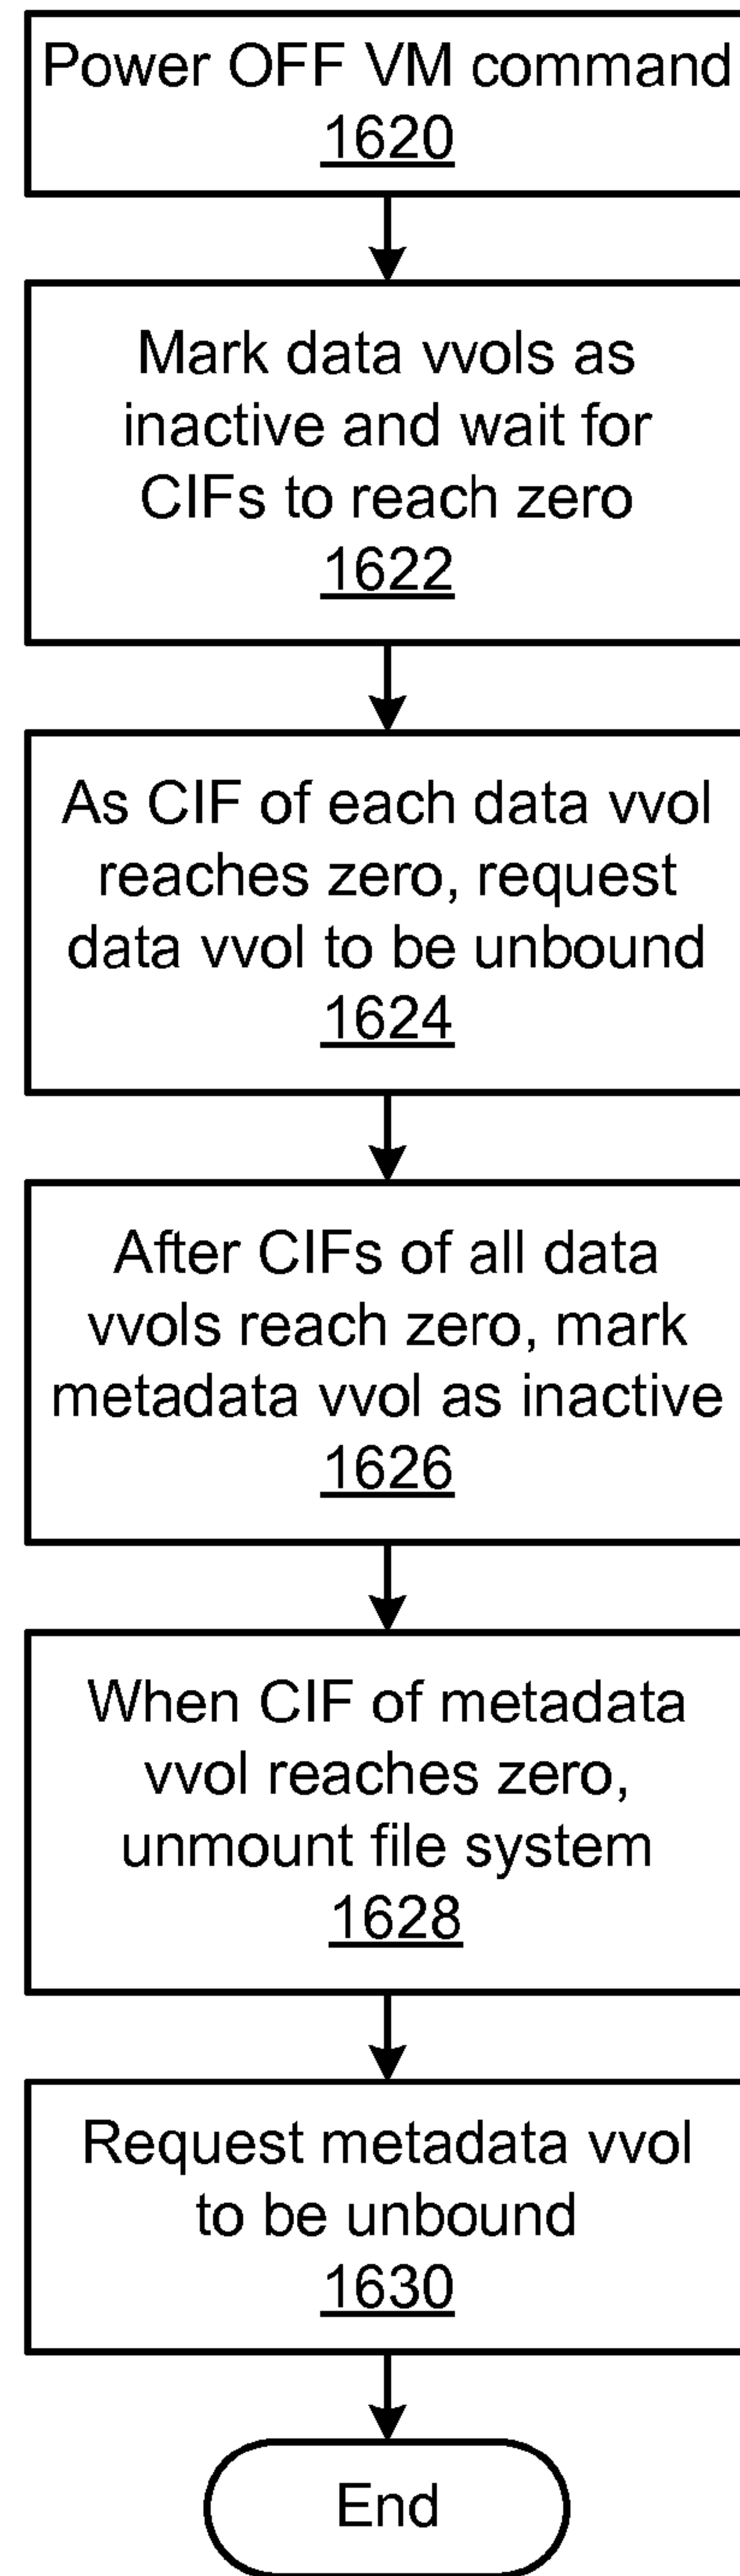 Power OFF VM command
1620
Mark data vvols as
inactive and wait for
CIFs to reach zero
1622
As CIF of each data vvol
reaches zero, request
data vvol to be unbound
1624
After CIFs of all data
vvols reach zero, mark
metadata vvol as inactive
1626
When CIF of metadata
vvol reaches zero,
unmount file system
1628
Request metadata vvol
to be unbound
1630
End